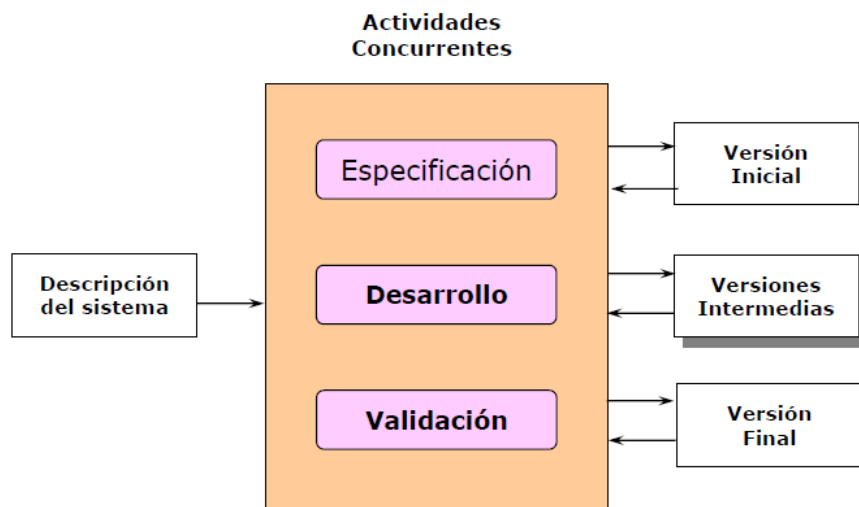 Actividades
Concurrentes
Especificación
Versión
Inicial
Descripción
del sistema
Desarrollo
Versiones
Intermedias
Validación
Versión
Final